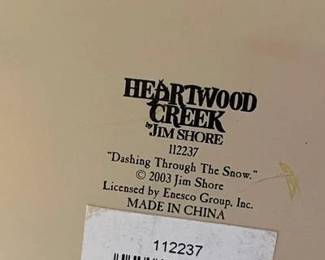 HEARTWOOD
CREEK
by JIM SHORE
112237
"Dashing Through The Snow."
© 2003 Jim Shore
Licensed by Enesco Group, Inc.
MADE IN CHINA
112237